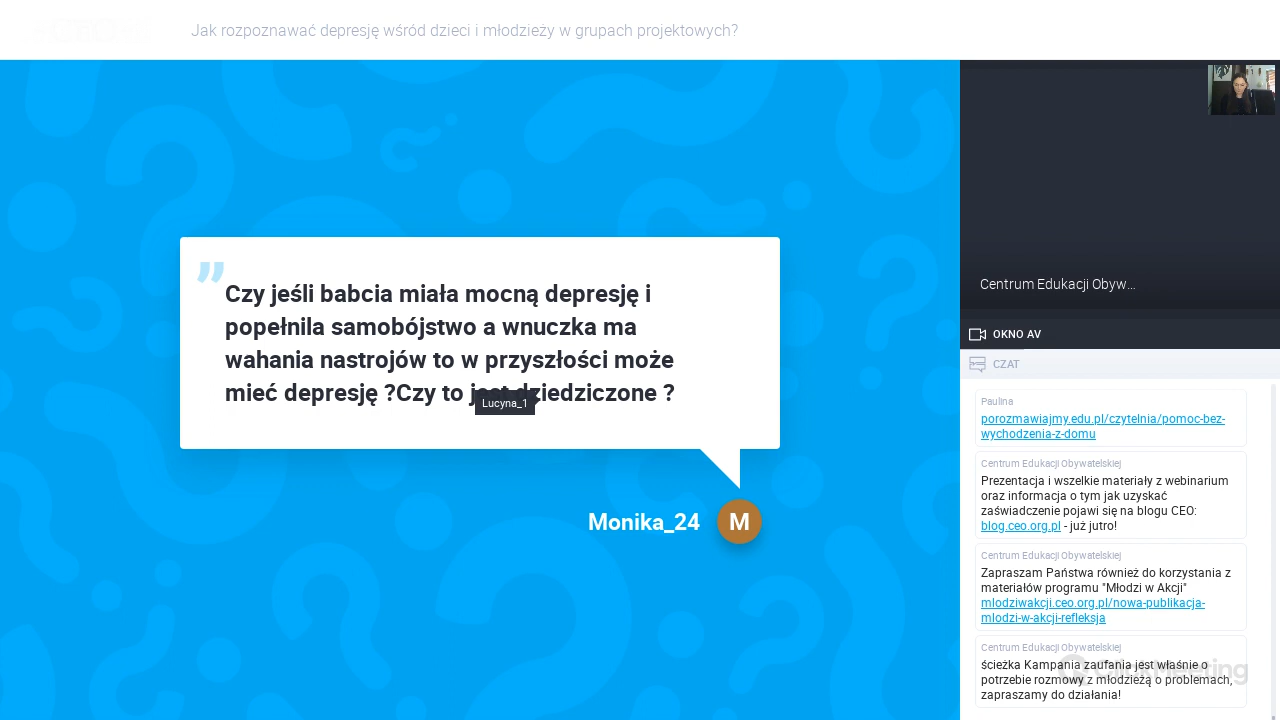 Jak rozpoznawać depresję wśród dzieci i młodzieży w grupach projektowych?
Czy jeśli babcia miała mocną depresję i
popełnila samobójstwo a wnuczka ma
wahania nastrojów to w przyszłości może
mieć depresję ?Czy to jest dziedziczone ?
Lucyna_1
Monika_24
M
Centrum Edukacji Obyw...
OKNO AV
CZAT
Paulina
porozmawiajmy.edu.pl/czytelnia/pomoc-bez-
wychodzenia-z-domu
Centrum Edukacji Obywatelskiej
Prezentacja i wszelkie materiały z webinarium
oraz informacja o tym jak uzyskać
zaświadczenie pojawi się na blogu CEO:
blog.ceo.org.pl - już jutro!
Centrum Edukacji Obywatelskiej
Zapraszam Państwa również do korzystania z
materiałów programu "Młodzi w Akcji"
mlodziwakcji.ceo.org.pl/nowa-publikacja-
mlodzi-w-akcji-refleksja
Centrum Edukacji Obywatelskiej
ścieżka Kampania zaufania jest właśnie o
potrzebie rozmowy z młodzieżą o problemach,
zapraszamy do działania!
ClickMeeting